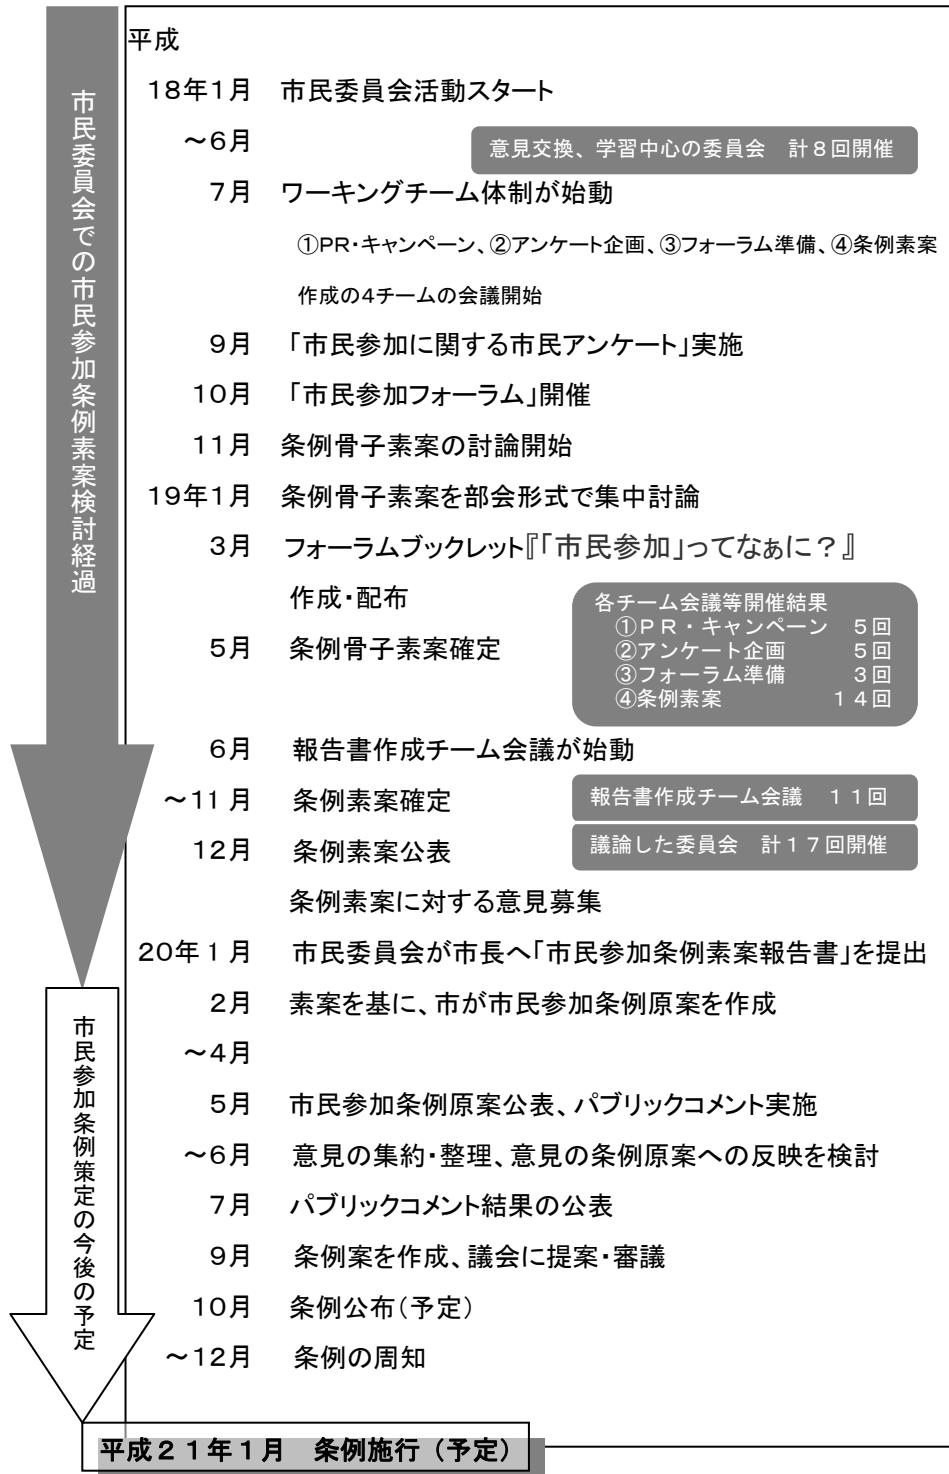 市民委員会での市民参加条例素案検討経過
平成
18年1月 市民委員会活動スタート
～6月
意見交換、学習中心の委員会 計8回開催
7月 ワーキングチーム体制が始動
①PR・キャンペーン、②アンケート企画、③フォーラム準備、④条例素案
作成の4チームの会議開始
9月 「市民参加に関する市民アンケート」実施
10月 「市民参加フォーラム」開催
11月 条例骨子素案の討論開始
19年1月 条例骨子素案を部会形式で集中討論
3月 フォーラムブックレット『「市民参加」ってなぁに？』
作成・配布
5月 条例骨子素案確定
各チーム会議等開催結果
①PR・キャンペーン 5回
②アンケート企画 5回
③フォーラム準備 3回
④条例素案 14回
6月 報告書作成チーム会議が始動
～11月 条例素案確定
報告書作成チーム会議 11回
12月 条例素案公表
議論した委員会 計17回開催
条例素案に対する意見募集
20年1月 市民委員会が市長へ「市民参加条例素案報告書」を提出
市民参加条例策定の今後の予定
2月 素案を基に、市が市民参加条例原案を作成
～4月
5月 市民参加条例原案公表、パブリックコメント実施
～6月 意見の集約・整理、意見の条例原案への反映を検討
7月 パブリックコメント結果の公表
9月 条例案を作成、議会に提案・審議
10月 条例公布（予定）
～12月 条例の周知
平成21年1月 条例施行（予定）